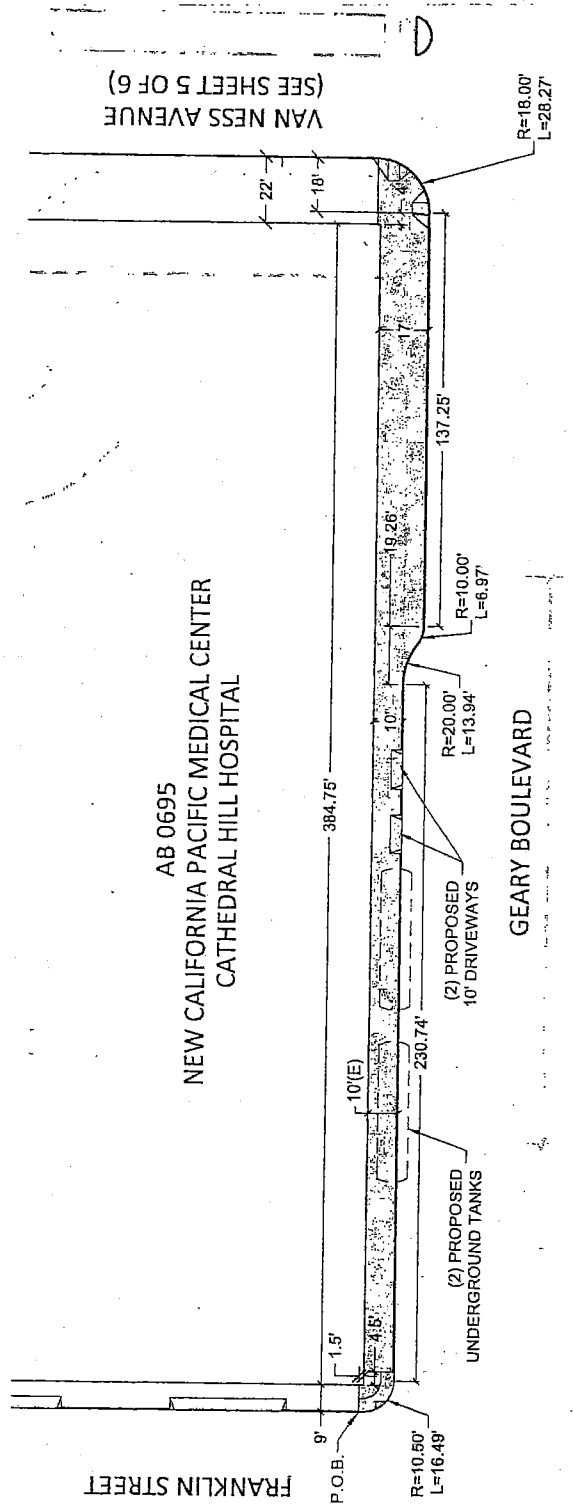 VAN NESS AVENUE
(SEE SHEET 5 OF 6)
22'
18'
4'
R=18.00'
L=28.27'
17'
137.25'
19.26'
R=10.00'
L=6.97'
R=20.00'
L=13.94'
10'
AB 0695
NEW CALIFORNIA PACIFIC MEDICAL CENTER
CATHEDRAL HILL HOSPITAL
384.75'
GEARY BOULEVARD
(2) PROPOSED
10' DRIVEWAYS
230.74'
10'(E)
(2) PROPOSED
UNDERGROUND TANKS
1.5'
4.5'
9'
P.O.B.
FRANKLIN STREET
R=10.50'
L=16.49'